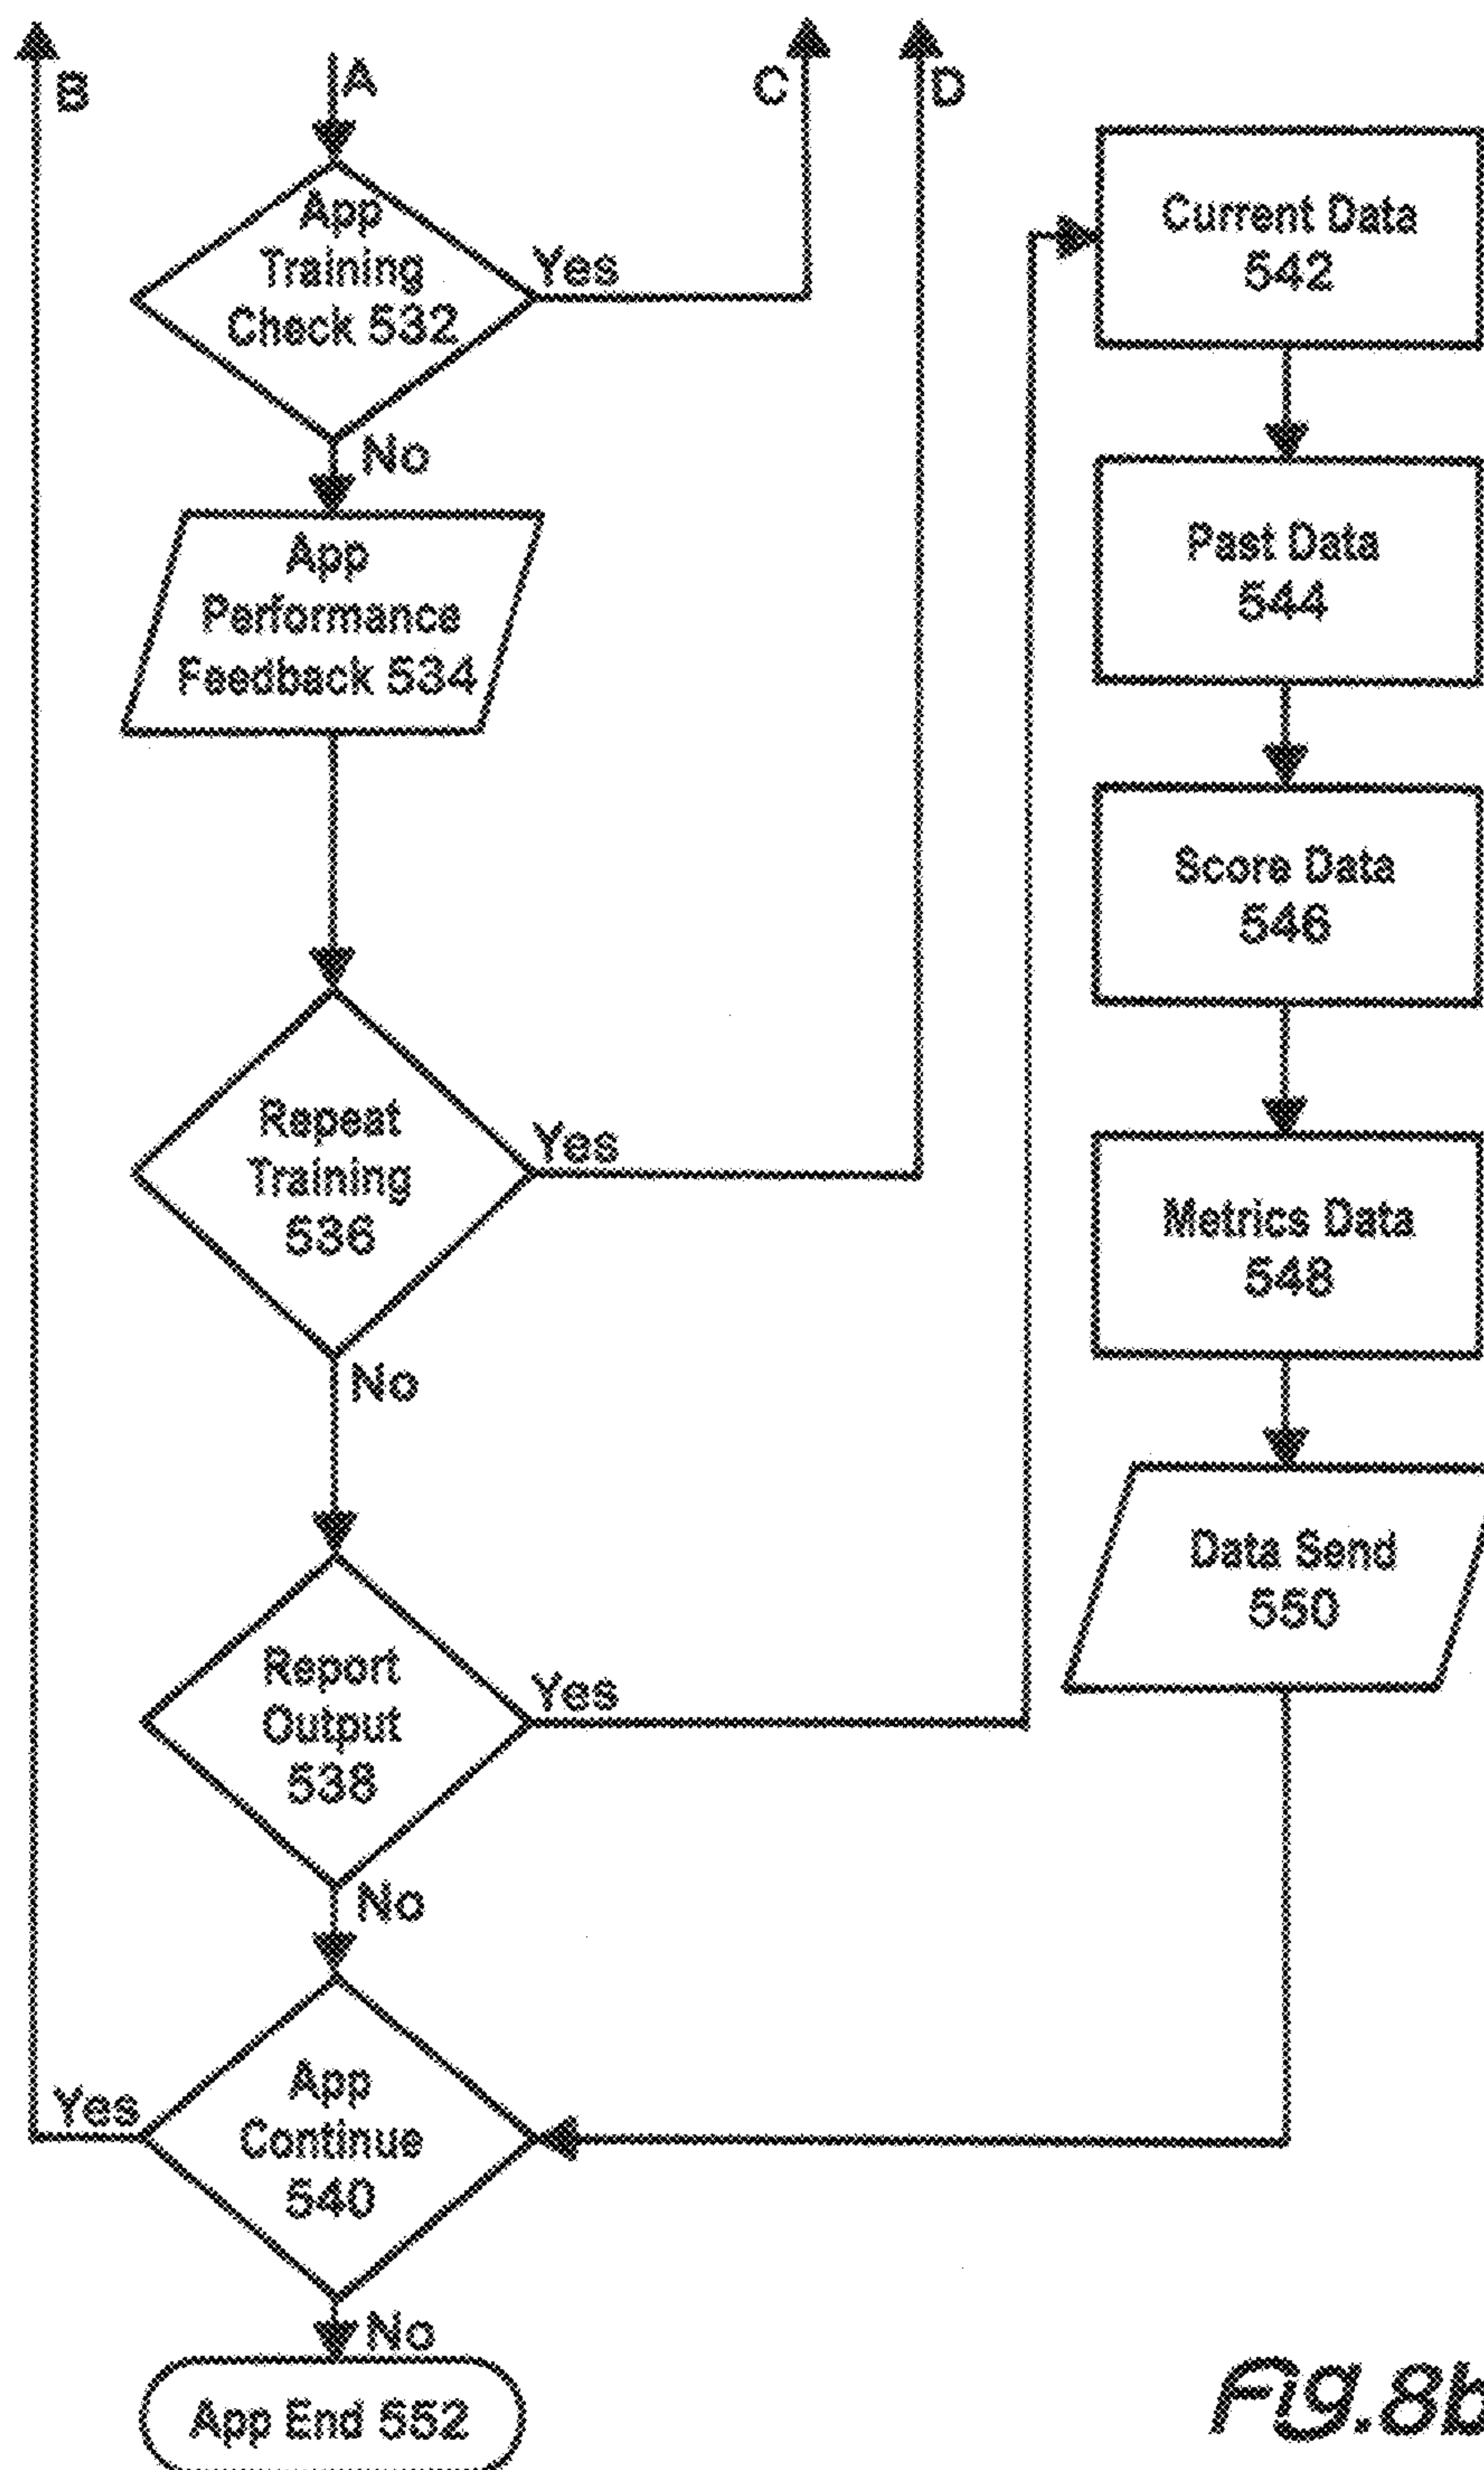 B
A
C
D
App
Training
Check 532
Yes
No
App
Performance
Feedback 534
Repeat
Training
536
Yes
No
Report
Output
538
Yes
No
App
Continue
540
Yes
No
App End 552
Current Data
542
Past Data
544
Score Data
546
Metrics Data
548
Data Send
550
Fig.8b